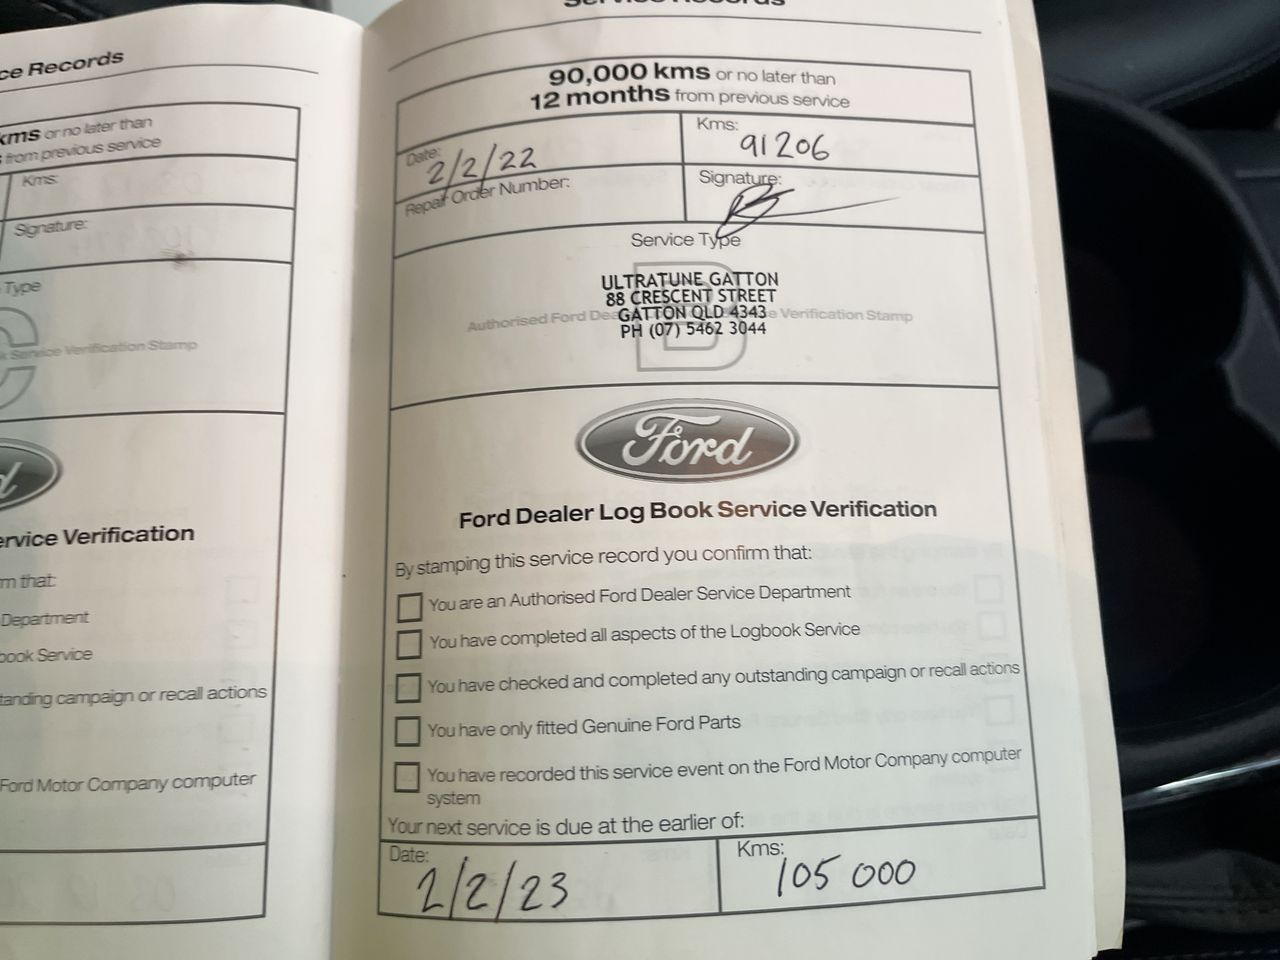 ce Records
kms or no later than
from previous service
Kms:
Signature:
Type
C
k Service Verification Stamp
ervice Verification
rm that:
Department
book Service
tanding campaign or recall actions
Ford Motor Company computer
Service Records
90,000 kms or no later than
12 months from previous service
Date: 2/2/22
Kms: 91206
Repair Order Number:
Signature:
Service Type
B
ULTRATUNE GATTON
88 CRESCENT STREET
GATTON QLD 4343
PH (07) 5462 3044
Authorised Ford Dea e Verification Stamp
Ford
Ford Dealer Log Book Service Verification
By stamping this service record you confirm that:
You are an Authorised Ford Dealer Service Department
You have completed all aspects of the Logbook Service
You have checked and completed any outstanding campaign or recall actions
You have only fitted Genuine Ford Parts
You have recorded this service event on the Ford Motor Company computer
system
Your next service is due at the earlier of:
Date: 2/2/23
Kms: 105 000